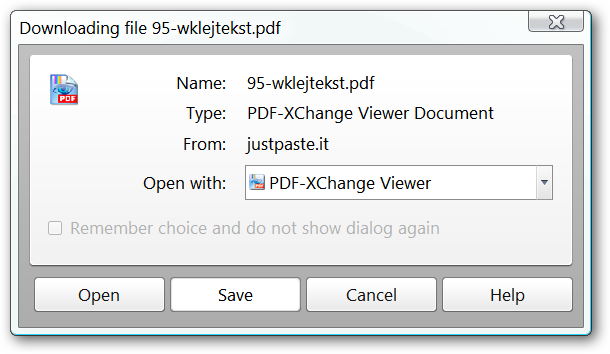 Downloading file 95-wklejtekst.pdf
PDF
Name: 95-wklejtekst.pdf
Type: PDF-XChange Viewer Document
From: justpaste.it
Open with: PDF-XChange Viewer
Remember choice and do not show dialog again
Open Save Cancel Help